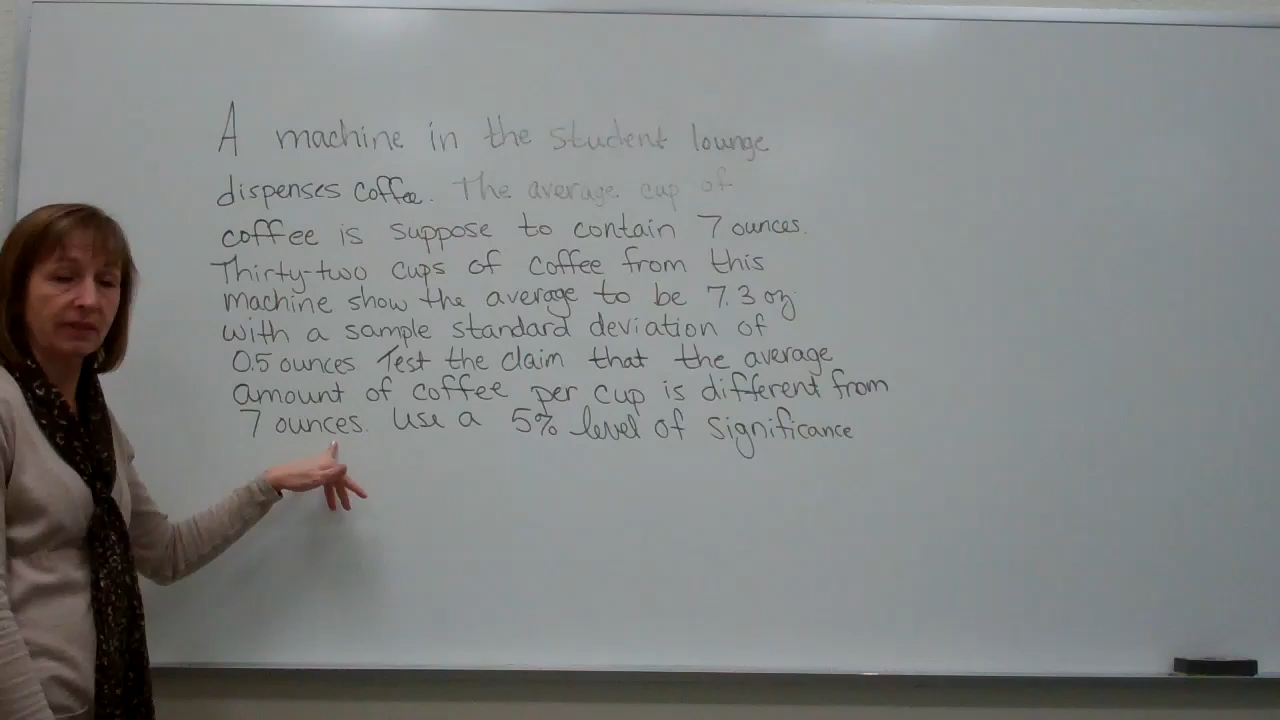 A machine in the student lounge
dispenses coffee. The average cup of
coffee is suppose to contain 7 ounces.
Thirty-two cups of coffee from this
machine show the average to be 7.3 oz
with a sample standard deviation of
0.5 ounces Test the claim that the average
amount of coffee per cup is different from
7 ounces. Use a 5% level of significance